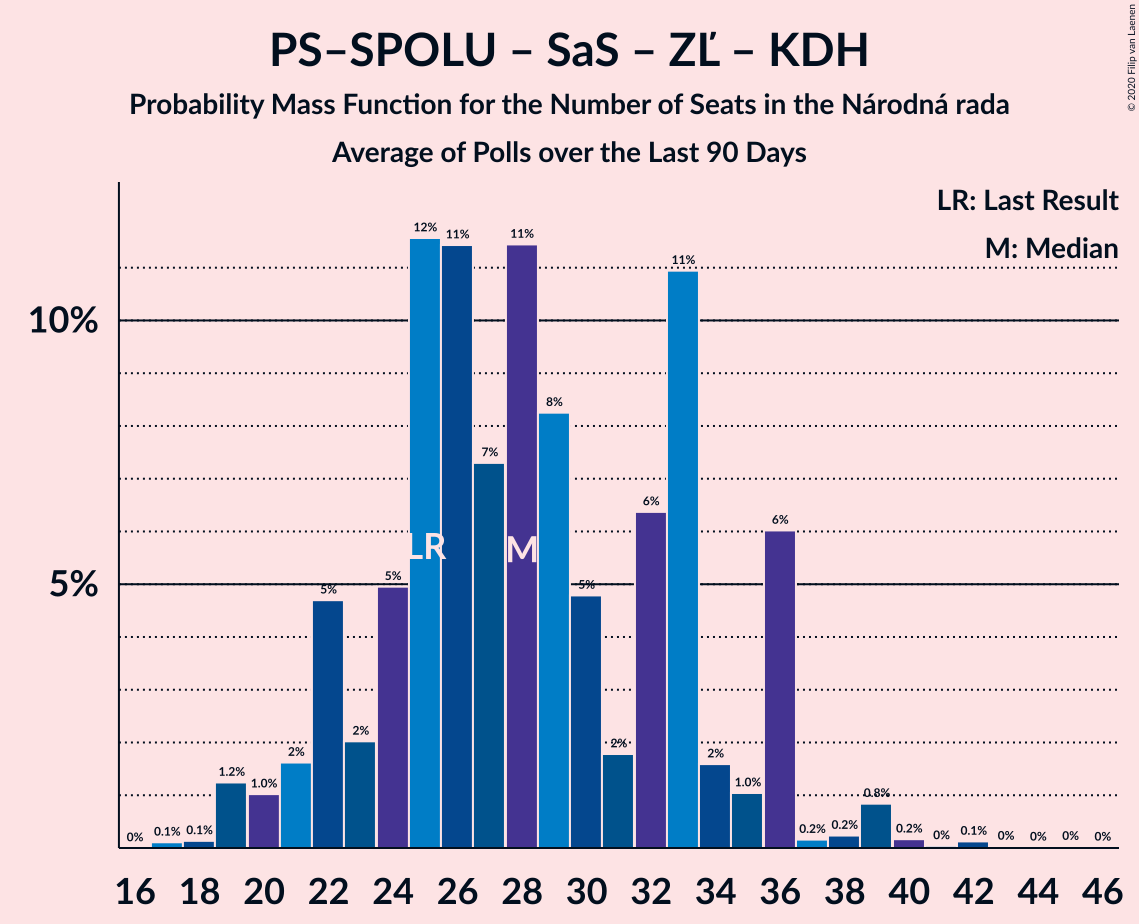 PS–SPOLU – SaS – ZĽ – KDH
Probability Mass Function for the Number of Seats in the Národná rada
Average of Polls over the Last 90 Days
© 2020 Filip van Laenen
LR: Last Result
M: Median
10%
5%
0% 0.1% 0.1% 1.2% 1.0% 2% 5% 2% 5% 12% 11% 7% 11% 8% 5% 2% 6% 11% 2% 1.0% 6% 0.2% 0.2% 0.8% 0.2% 0% 0.1% 0% 0% 0% 0%
LR M
16 18 20 22 24 26 28 30 32 34 36 38 40 42 44 46